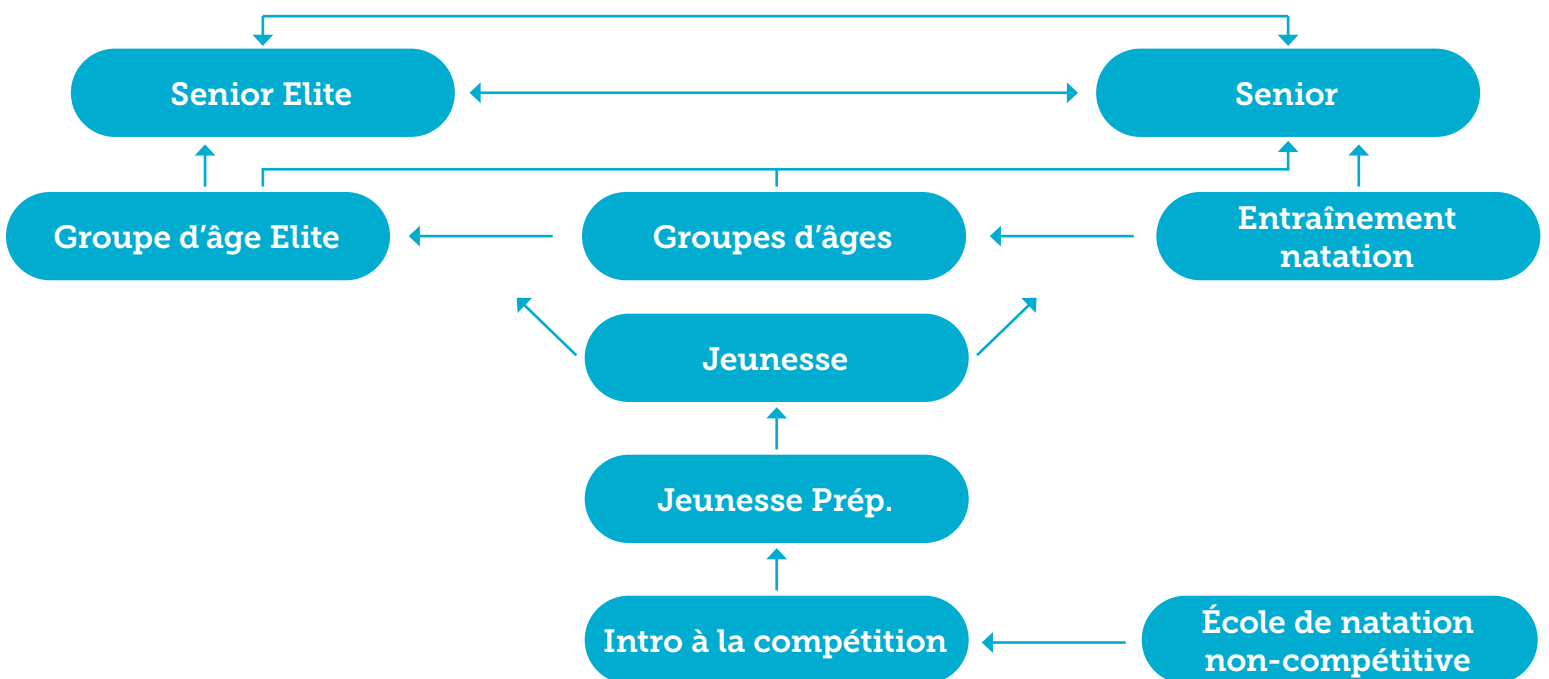 Senior Elite
Senior
Groupe d'âge Elite
Groupes d'âges
Entraînement
natation
Jeunesse
Jeunesse Prép.
Intro à la compétition
École de natation
non-compétitive